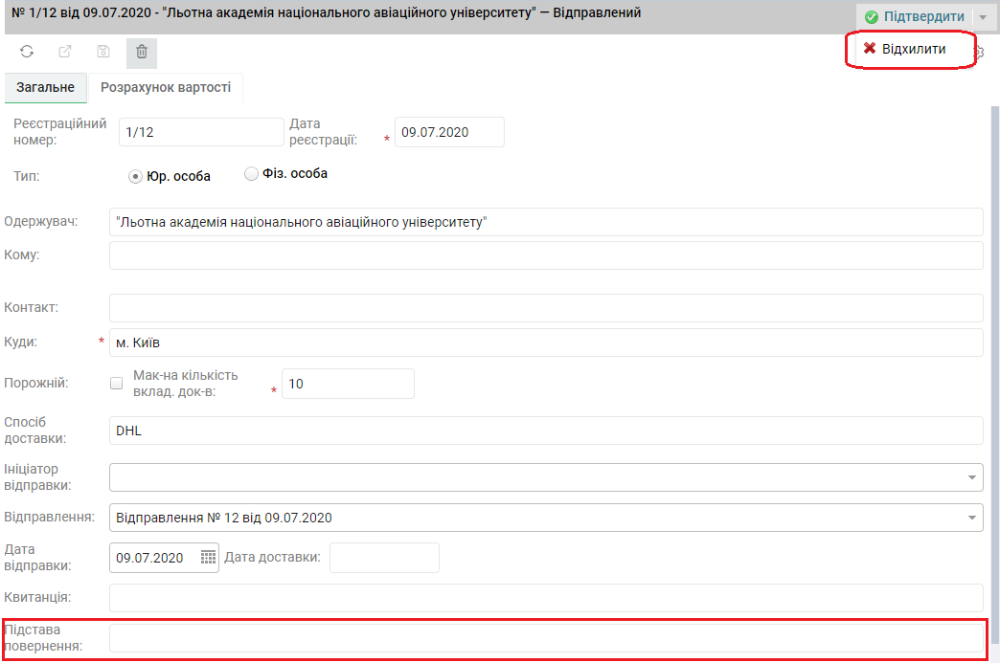 № 1/12 від 09.07.2020 - "Льотна академія національного авіаційного університету" — Відправлений
Підтвердити
Відхилити
Загальне Розрахунок вартості
Реєстраційний номер: 1/12 Дата реєстрації: * 09.07.2020
Тип: Юр. особа Фіз. особа
Одержувач: "Льотна академія національного авіаційного університету"
Кому:
Контакт:
Куди: * м. Київ
Порожній: Мак-на кількість вклад. док-в: * 10
Спосіб доставки: DHL
Ініціатор відправки:
Відправлення: Відправлення № 12 від 09.07.2020
Дата відправки: 09.07.2020 Дата доставки:
Квитанція:
Підстава повернення: